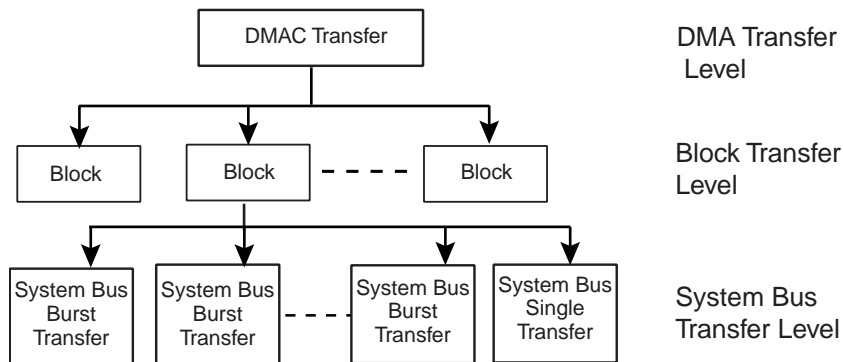 DMAC Transfer
DMA Transfer
Level
Block
Block
Block
Block Transfer
Level
System Bus
Burst
Transfer
System Bus
Burst
Transfer
System Bus
Burst
Transfer
System Bus
Single
Transfer
System Bus
Transfer Level